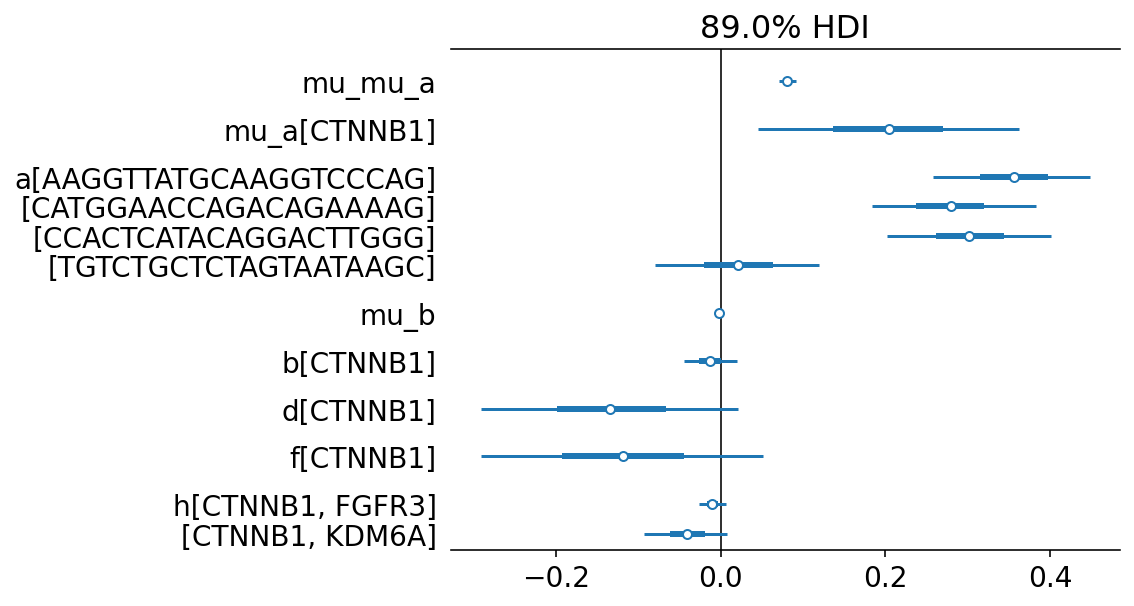 89.0% HDI
mu_mu_a
mu_a[CTNNB1]
a[AAGGTTATGCAAGGTCCCAG]
[CATGGAACCAGACAGAAAAG]
[CCACTCATACAGGACTTGGG]
[TGTCTGCTCTAGTAATAAGC]
mu_b
b[CTNNB1]
d[CTNNB1]
f[CTNNB1]
h[CTNNB1, FGFR3]
[CTNNB1, KDM6A]
−0.2 0.0 0.2 0.4